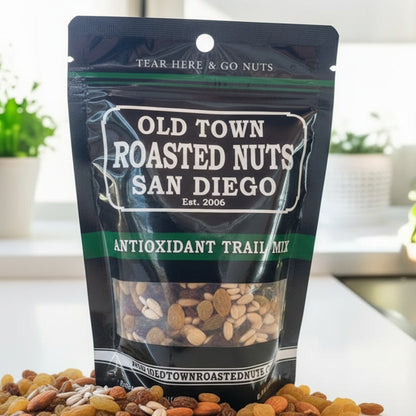 TEAR HERE & GO NUTS
OLD TOWN
ROASTED NUTS
SAN DIEGO
Est. 2006
ANTIOXIDANT TRAIL MIX